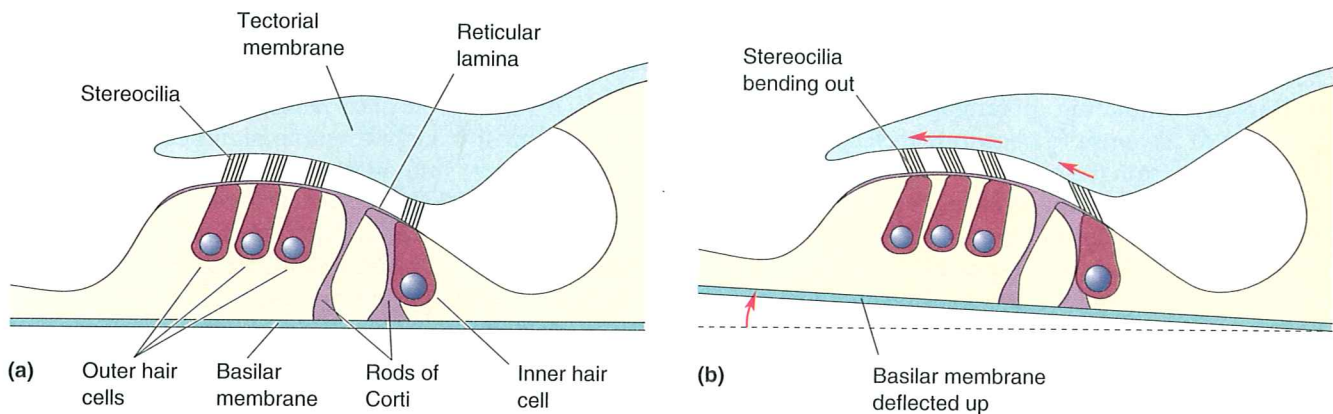 Tectorial
membrane
Reticular
lamina
Stereocilia
(a)
Outer hair
cells
Basilar
membrane
Rods of
Corti
Inner hair
cell
Stereocilia
bending out
(b)
Basilar membrane
deflected up